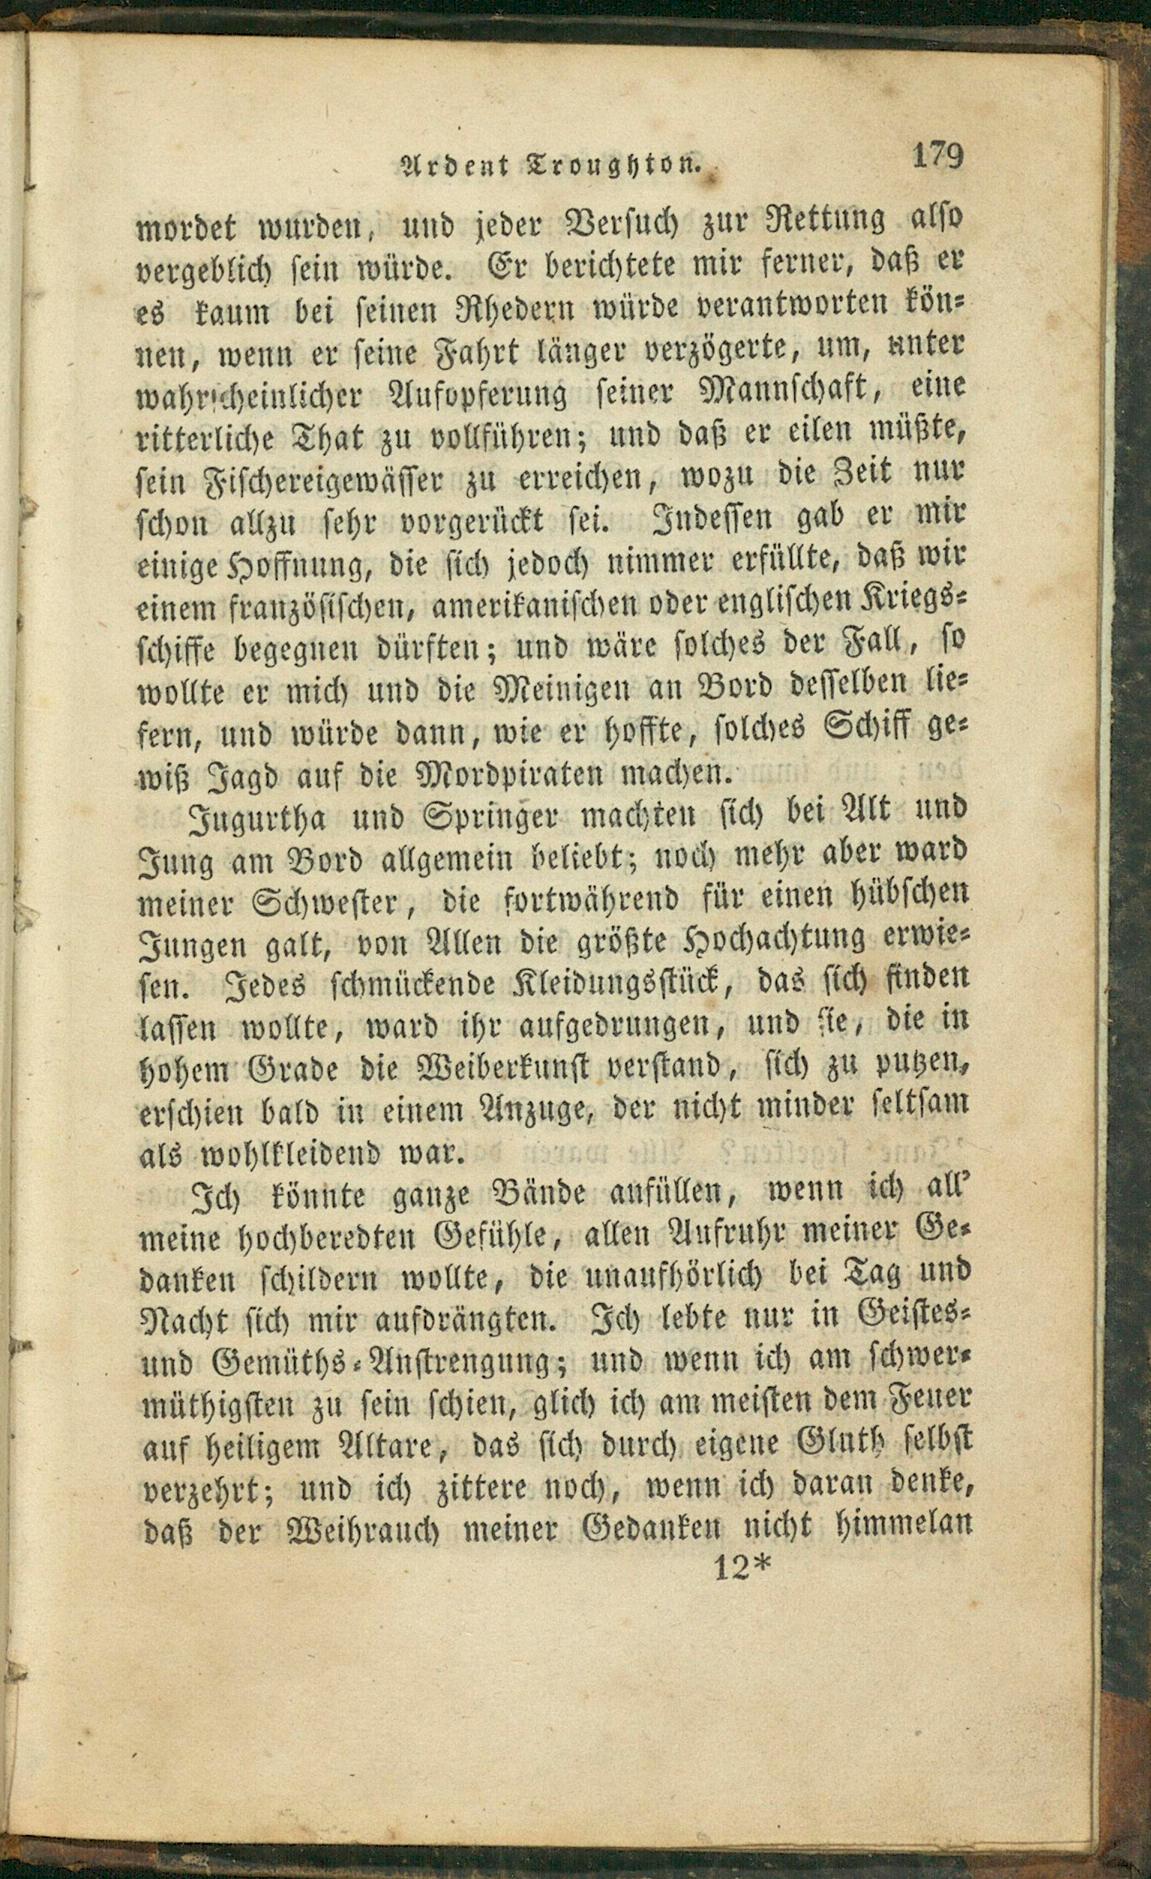 Ardent Troughton. 179
mordet wurden, und jeder Versuch zur Rettung also
vergeblich sein würde. Er berichtete mir ferner, daß er
es kaum bei seinen Rhedern würde verantworten kön-
nen, wenn er seine Fahrt länger verzögerte, um, unter
wahrscheinlicher Aufopferung seiner Mannschaft, eine
ritterliche That zu vollführen; und daß er eilen müßte,
sein Fischereigewässer zu erreichen, wozu die Zeit nur
schon allzu sehr vorgerückt sei. Indessen gab er mir
einige Hoffnung, die sich jedoch nimmer erfüllte, daß wir
einem französischen, amerikanischen oder englischen Kriegs-
schiffe begegnen dürften; und wäre solches der Fall, so
wollte er mich und die Meinigen an Bord desselben lie-
fern, und würde dann, wie er hoffte, solches Schiff ge-
wiß Jagd auf die Mordpiraten machen.
Jugurtha und Springer machten sich bei Alt und
Jung am Bord allgemein beliebt; noch mehr aber ward
meiner Schwester, die fortwährend für einen hübschen
Jungen galt, von Allen die größte Hochachtung erwie-
sen. Jedes schmückende Kleidungsstück, das sich finden
lassen wollte, ward ihr aufgedrungen, und sie, die in
hohem Grade die Weiberkunst verstand, sich zu putzen,
erschien bald in einem Anzuge, der nicht minder seltsam
als wohlkleidend war.
Ich könnte ganze Bände anfüllen, wenn ich all'
meine hochberedten Gefühle, allen Aufruhr meiner Ge-
danken schildern wollte, die unaufhörlich bei Tag und
Nacht sich mir aufdrängten. Ich lebte nur in Geistes-
und Gemüths-Anstrengung; und wenn ich am schwer-
müthigsten zu sein schien, glich ich am meisten dem Feuer
auf heiligem Altare, das sich durch eigene Gluth selbst
verzehrt; und ich zittere noch, wenn ich daran denke,
daß der Weihrauch meiner Gedanken nicht himmelan
12*